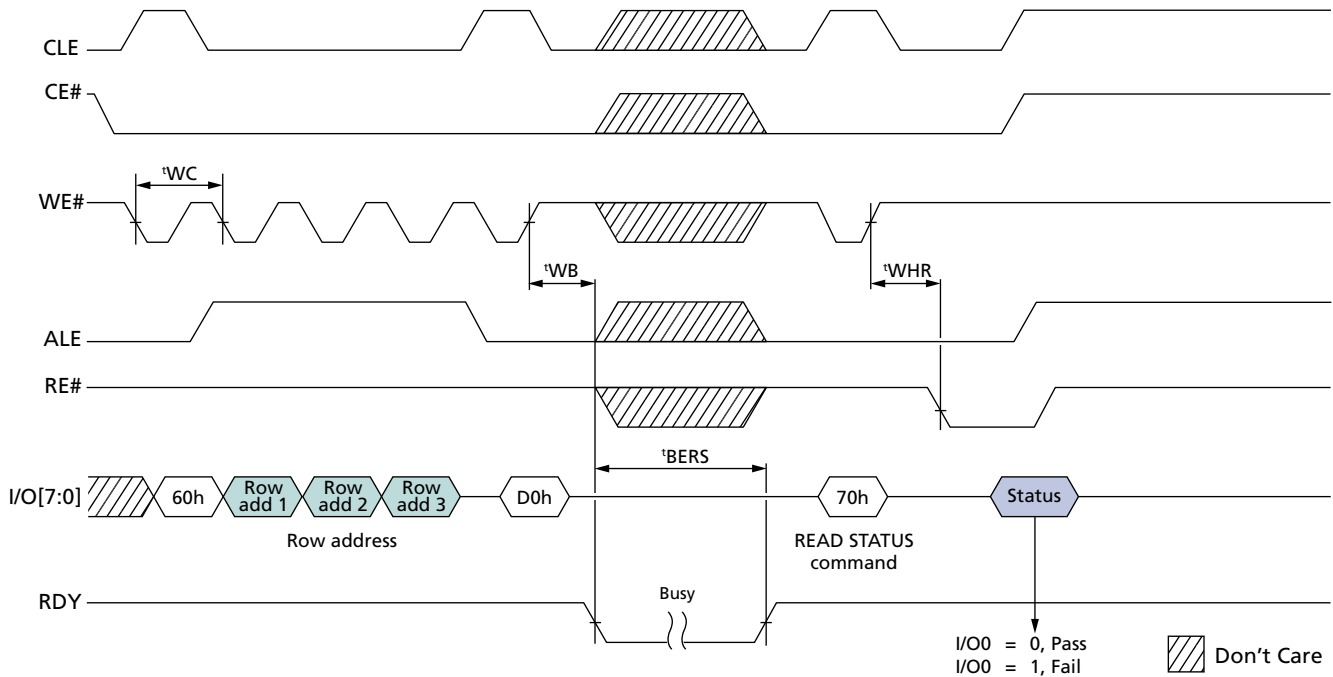 CLE
CE#
tWC
WE#
tWB
tWHR
ALE
RE#
tBERS
I/O[7:0]
60h
Row add 1
Row add 2
Row add 3
D0h
70h
Status
Row address
READ STATUS
command
RDY
Busy
I/O0 = 0, Pass
I/O0 = 1, Fail
Don't Care